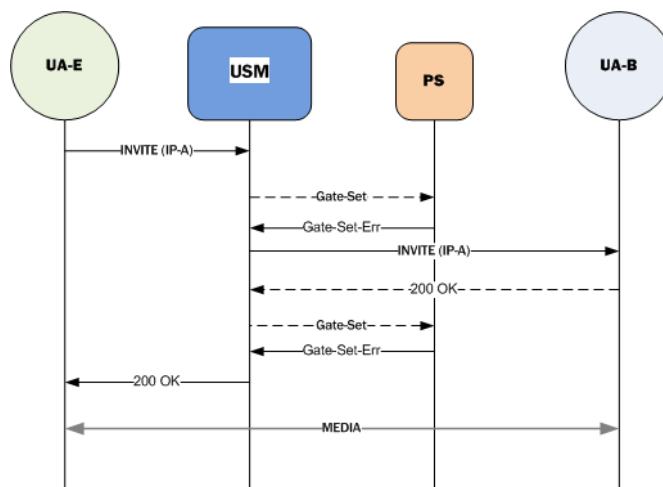 UA-E
USM
PS
UA-B
INVITE (IP-A)
Gate-Set
Gate-Set-Err
INVITE (IP-A)
200 OK
Gate-Set
Gate-Set-Err
200 OK
MEDIA